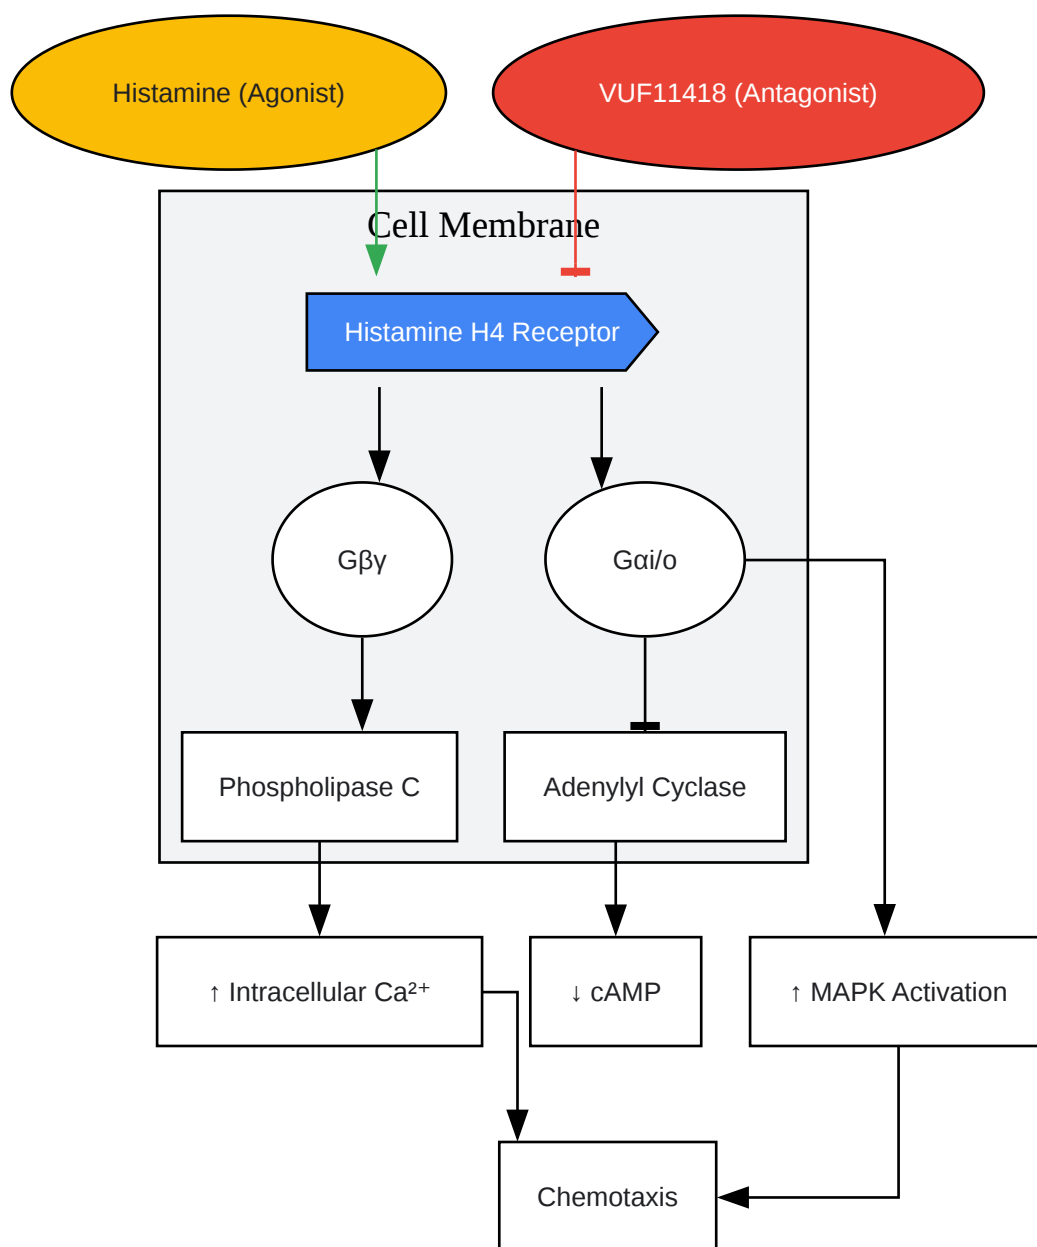 Histamine (Agonist)
VUF11418 (Antagonist)
Cell Membrane
Histamine H4 Receptor
Gβγ
Gαi/o
Phospholipase C
Adenylyl Cyclase
↑ Intracellular Ca²⁺
↓ cAMP
↑ MAPK Activation
Chemotaxis